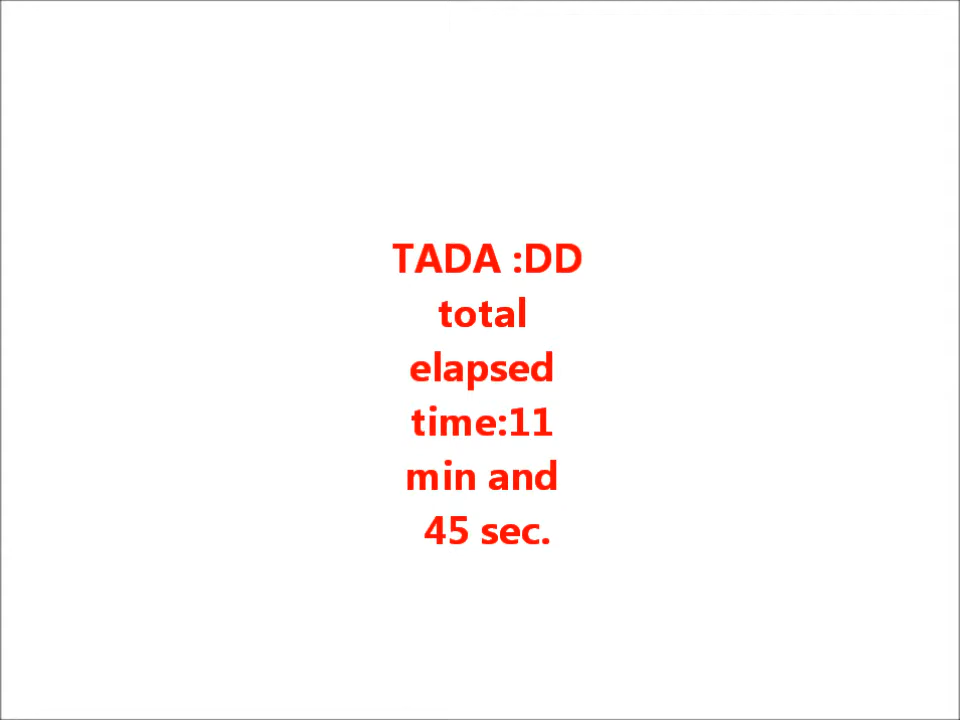 TADA :DD
total
elapsed
time:11
min and
45 sec.